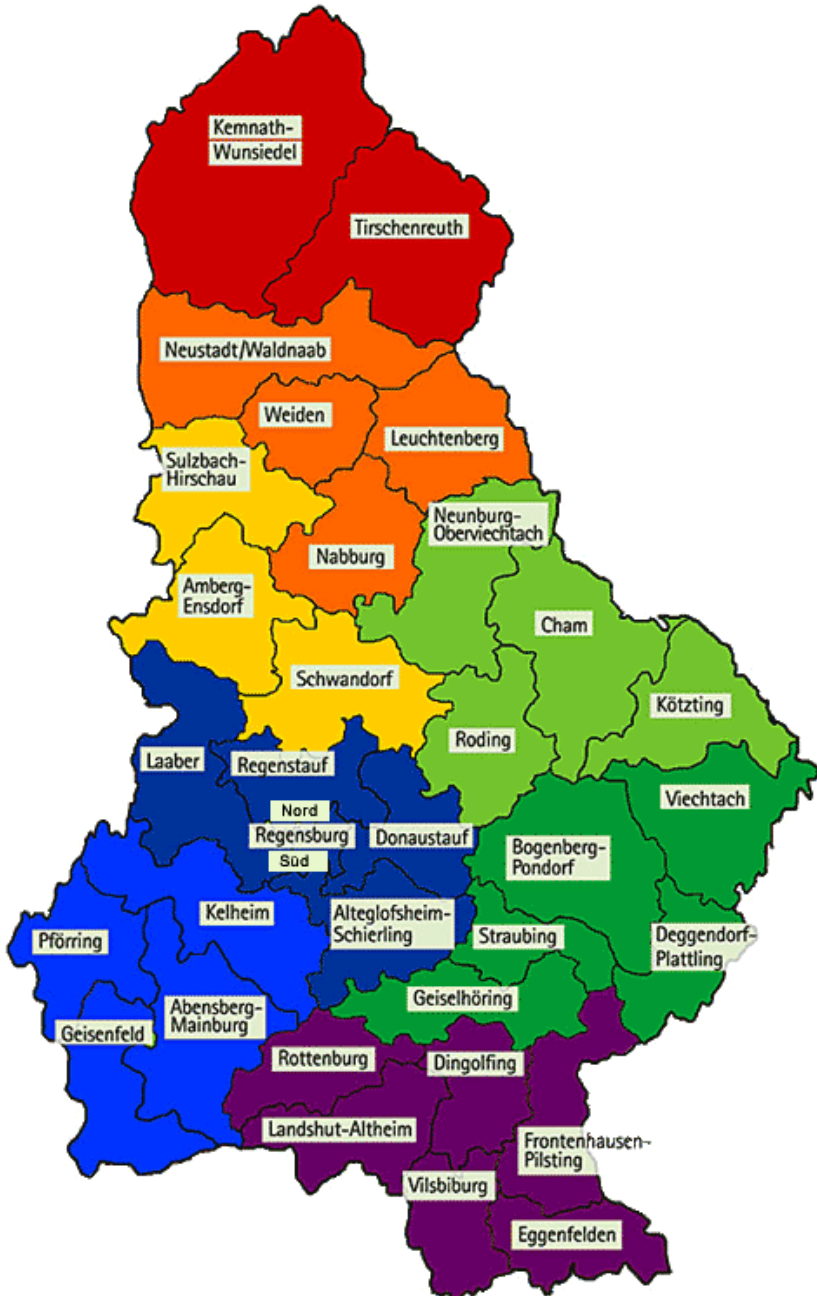 Kemnath-
Wunsiedel
Tirschenreuth
Neustadt/Waldnaab
Weiden
Leuchtenberg
Sulzbach-
Hirschau
Neunburg-
Oberviechtach
Nabburg
Amberg-
Ensdorf
Cham
Schwandorf
Kötzting
Roding
Laaber
Regenstauf
Viechtach
Nord
Regensburg
Süd
Donaustauf
Bogenberg-
Pondorf
Kelheim
Alteglofsheim-
Schierling
Pförring
Straubing
Deggendorf-
Plattling
Geiselhöring
Abensberg-
Mainburg
Geisenfeld
Rottenburg
Dingolfing
Landshut-Altheim
Frontenhausen-
Pilsting
Vilsbiburg
Eggenfelden